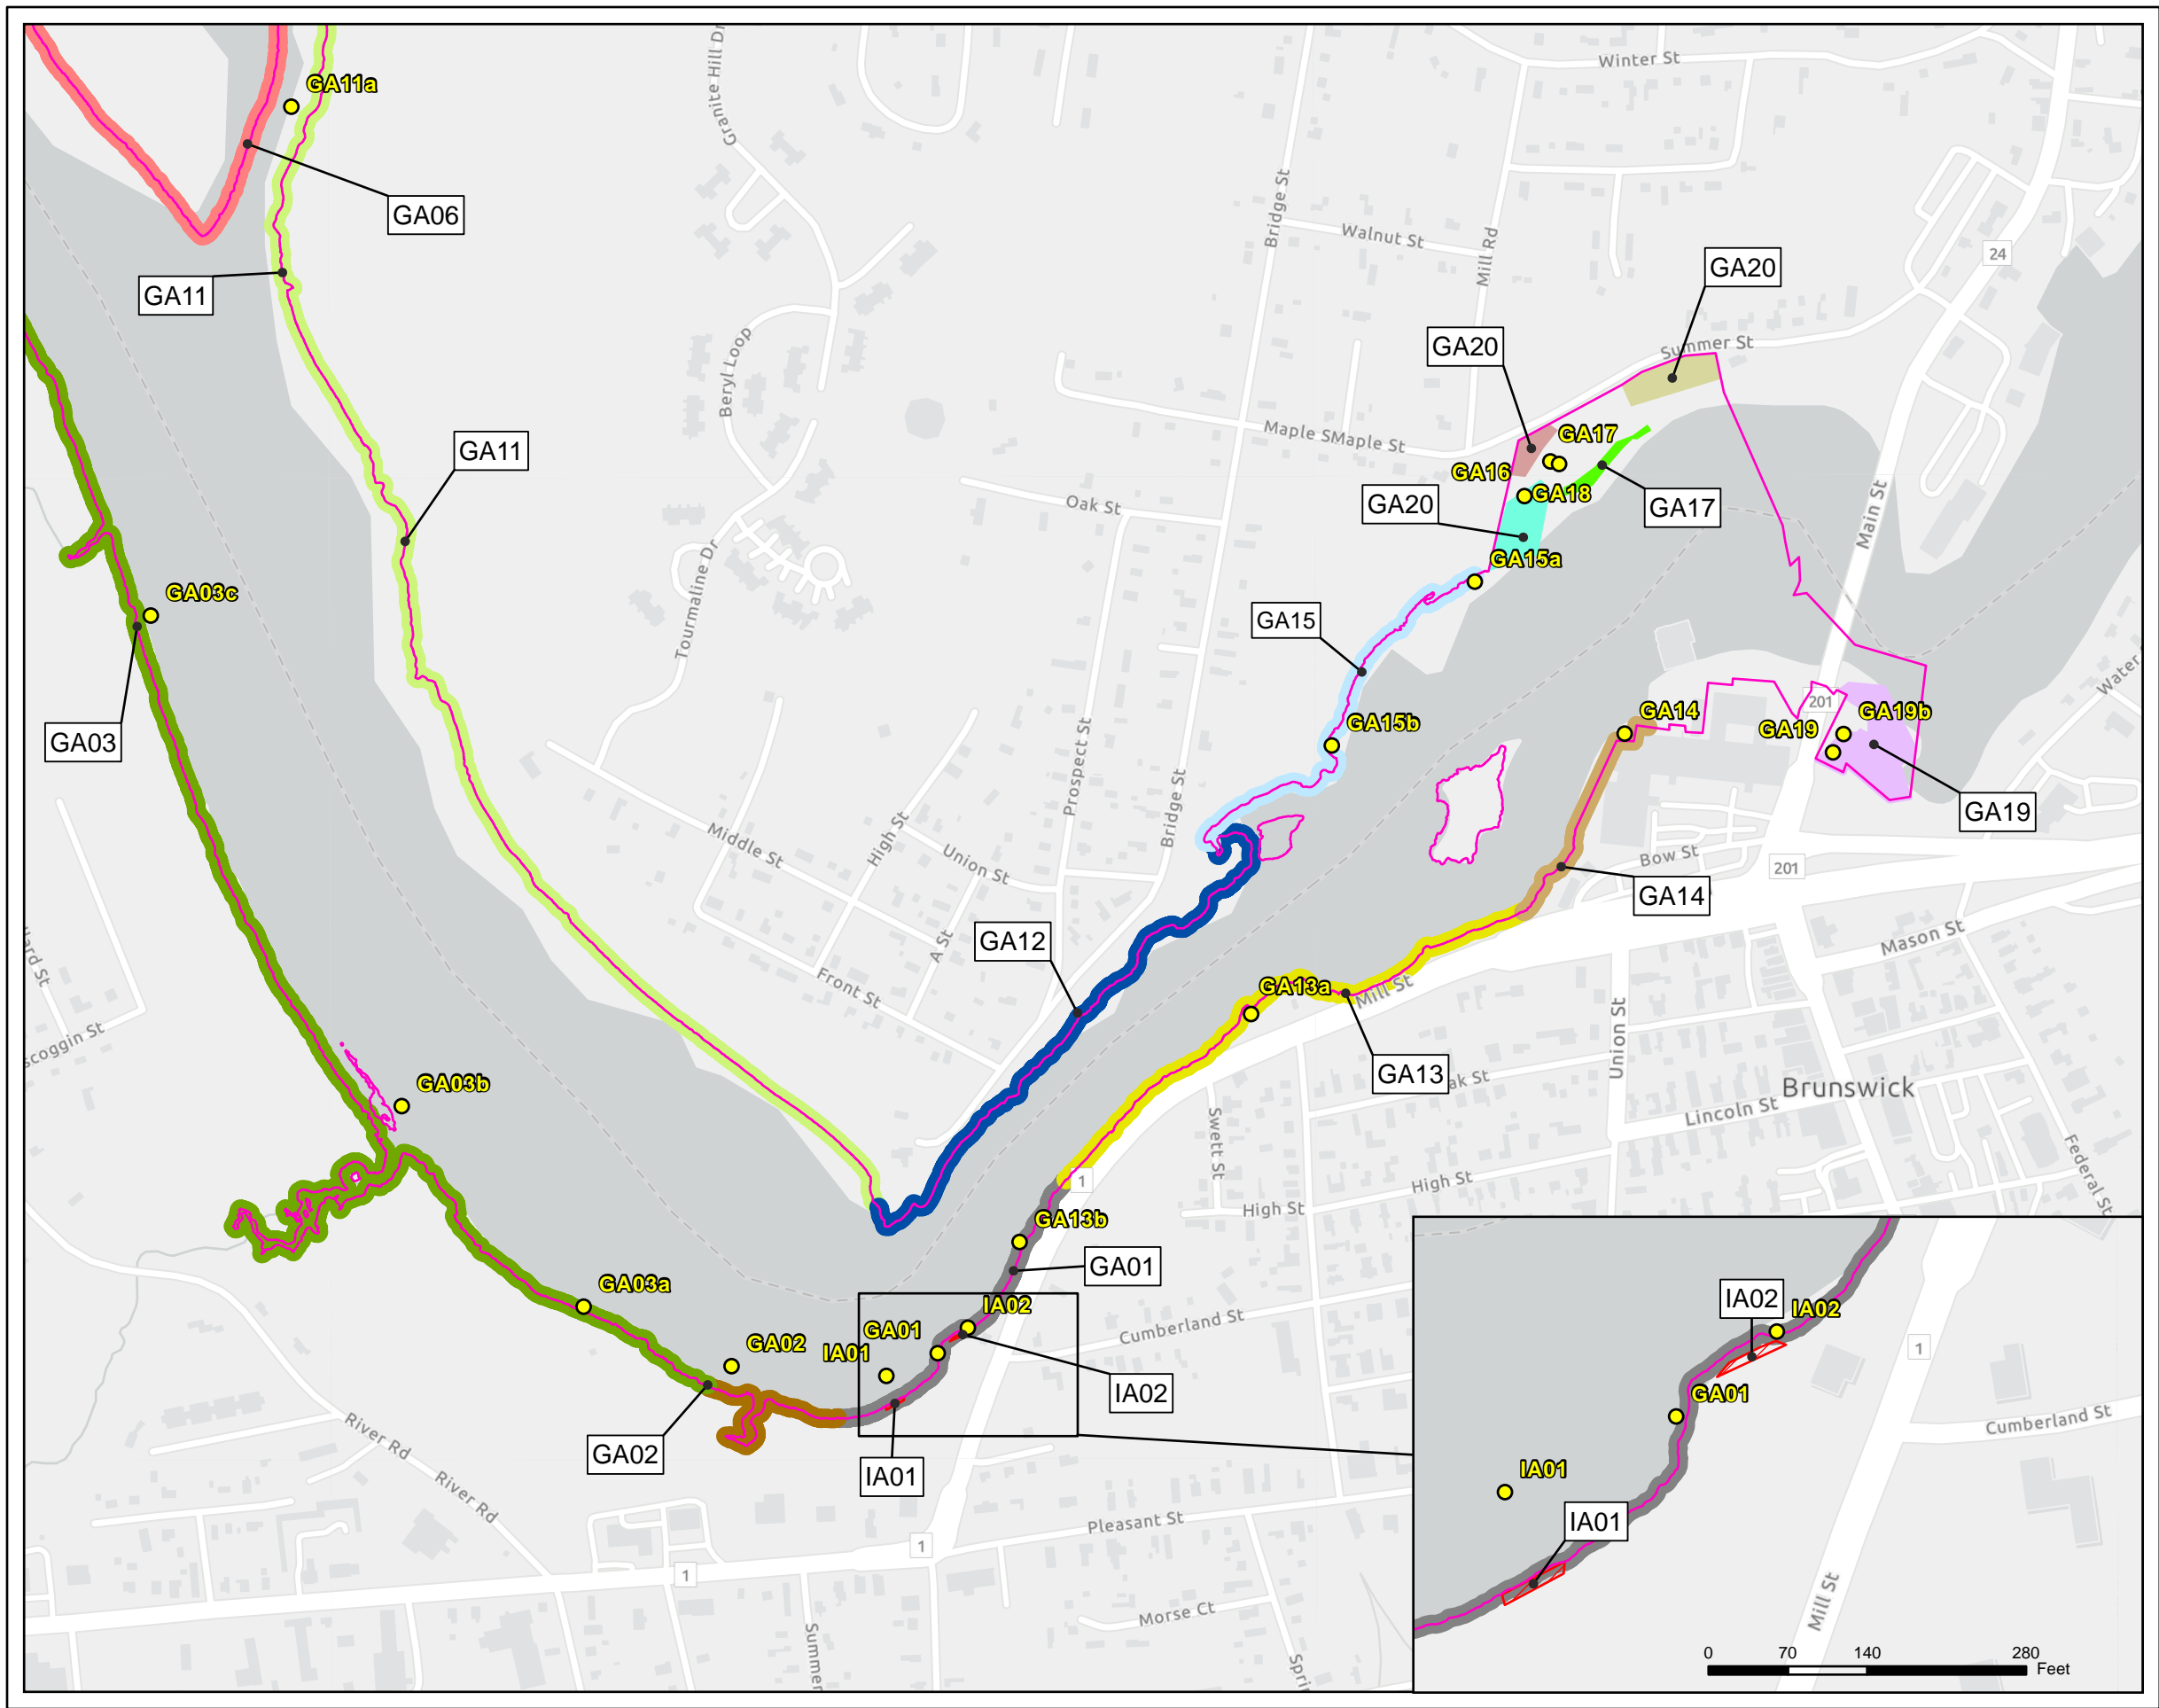 Granite Hill Dr
Winter St
GA11a
GA06
Bridge St
Walnut St
Mill Rd
24
GA11
GA20
Summer St
GA20
Beryl Loop
GA11
Maple SMaple St
GA17
GA16
GA18
GA20
GA17
Oak St
Main St
GA15a
Tourmaline Dr
GA03c
GA15
Water
GA03
GA15b
GA14
201
GA19b
GA19
GA19
Prospect St
Bridge St
Middle St
High St
Union St
Bow St
201
GA14
GA12
A St
Front St
Mason St
GA13a
Mill St
Union St
GA13
ak St
Brunswick
Lincoln St
lard St
scoggin St
GA03b
Swett St
High St
High St
Federal St
1
GA13b
GA01
GA03a
IA02
GA01
Cumberland St
GA02
IA01
IA02
GA02
IA01
River Rd
River Rd
Pleasant St
1
1
Morse Ct
Summer
Sprin
IA02
IA02
1
GA01
Cumberland St
IA01
IA01
Mill St
0 70 140 280
Feet